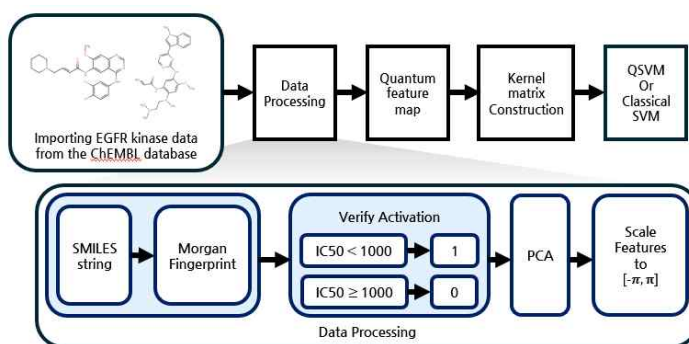 Importing EGFR kinase data
from the ChEMBL database
Data
Processing
Quantum
feature
map
Kernel
matrix
Construction
QSVM
Or
Classical
SVM
SMILES
string
Morgan
Fingerprint
Verify Activation
IC50 < 1000
1
IC50 ≥ 1000
0
PCA
Scale
Features
to
[-π, π]
Data Processing